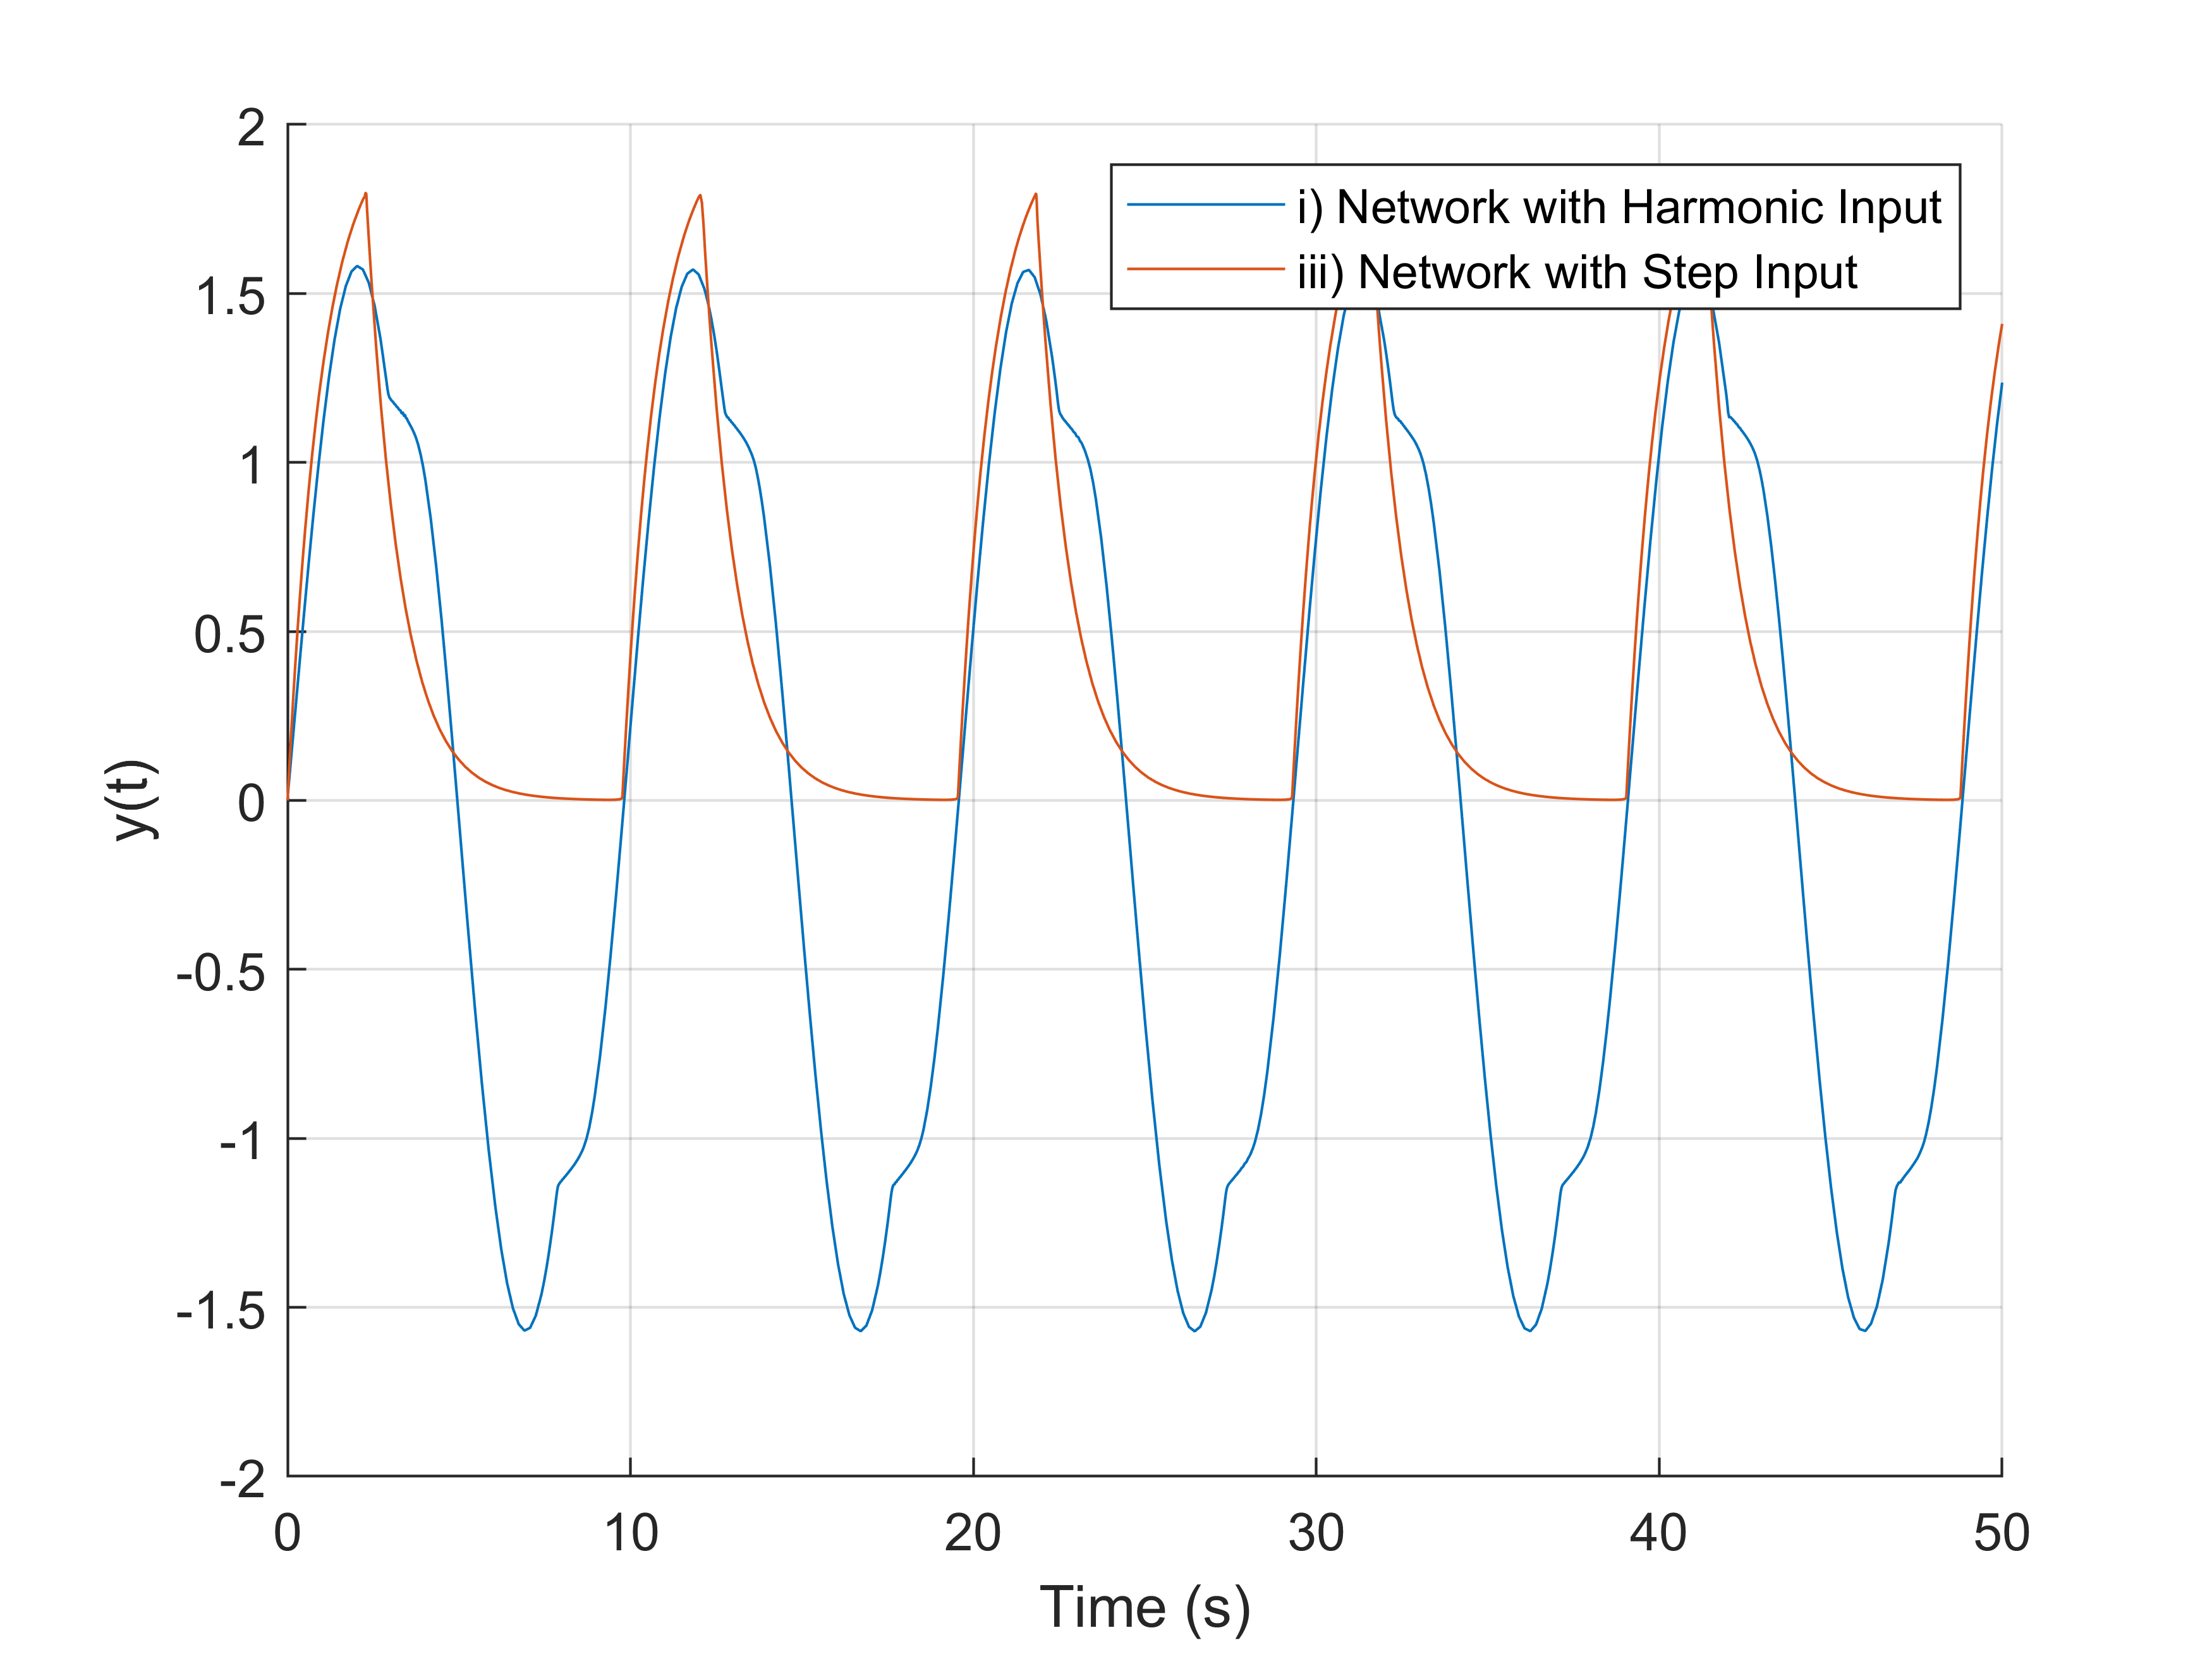 2
1.5
1
0.5
0
-0.5
-1
-1.5
-2
y(t)
i) Network with Harmonic Input
iii) Network with Step Input
0 10 20 30 40 50
Time (s)